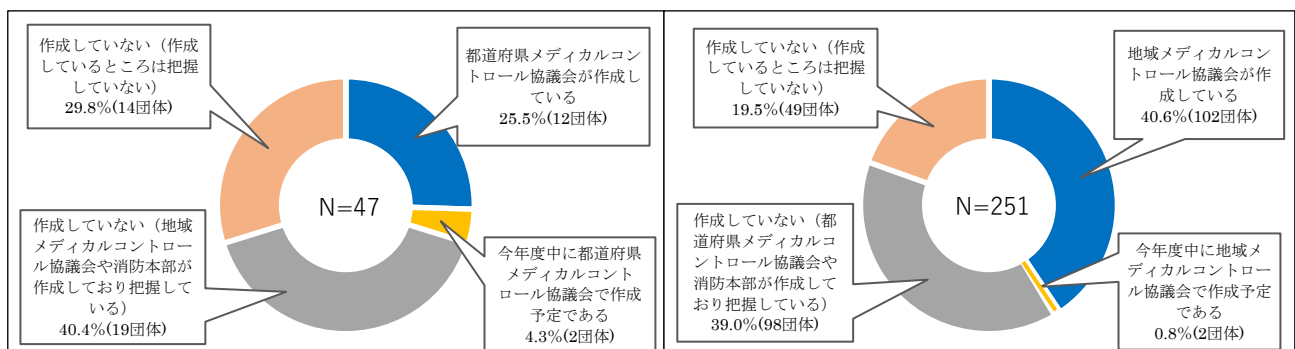 作成していない（作成
しているところは把握
していない）
29.8%(14団体)
都道府県メディカルコン
トロール協議会が作成し
ている
25.5%(12団体)
N=47
作成していない（地域
メディカルコントロー
ル協議会や消防本部が
作成しており把握して
いる）
40.4%(19団体)
今年度中に都道府県
メディカルコント
ロール協議会で作成
予定である
4.3%(2団体)
作成していない（作成
しているところは把握
していない）
19.5%(49団体)
地域メディカルコント
ロール協議会が作
成している
40.6%(102団体)
N=251
作成していない（都
道府県メディカルコ
ントロール協議会や
消防本部が作成して
おり把握している）
39.0%(98団体)
今年度中に地域メ
ディカルコントロー
ル協議会で作成予定
である
0.8%(2団体)